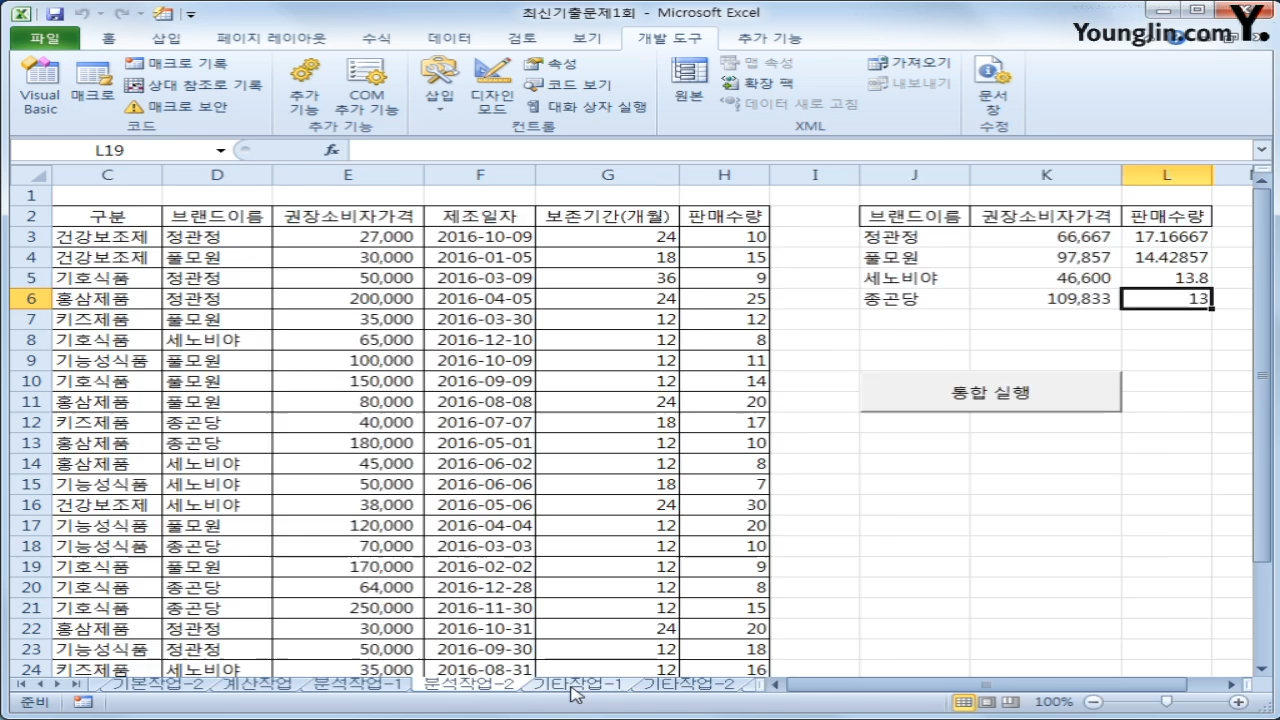 최신기출문제1회 - Microsoft Excel
Younglin.com Y.
파일 홈 삽입 페이지 레이아웃 수식 데이터 검토 보기 개발 도구 추가 기능
Visual Basic
매크로
매크로 기록
상대 참조로 기록
매크로 보안
코드
추가 기능
COM 추가 기능
추가 기능
삽입
디자인 모드
속성
코드 보기
대화 상자 실행
컨트롤
원본
맵 속성
확장 팩
데이터 새로 고침
가져오기
내보내기
XML
문서 창
수정
L19 fx
C D E F G H I J K L
1
2 구분 브랜드이름 권장소비자가격 제조일자 보존기간(개월) 판매수량 브랜드이름 권장소비자가격 판매수량
3 건강보조제 정관정 27,000 2016-10-09 24 10 정관정 66,667 17.16667
4 건강보조제 풀모원 30,000 2016-01-05 18 15 풀모원 97,857 14.42857
5 기호식품 정관정 50,000 2016-03-09 36 9 세노비야 46,600 13.8
6 홍삼제품 정관정 200,000 2016-04-05 24 25 종곤당 109,833 13
7 키즈제품 풀모원 35,000 2016-03-30 12 12
8 기호식품 세노비야 65,000 2016-12-10 12 8
9 기능성식품 풀모원 100,000 2016-10-09 12 11
10 기호식품 풀모원 150,000 2016-09-09 12 14 통합 실행
11 홍삼제품 풀모원 80,000 2016-08-08 24 20
12 키즈제품 종곤당 40,000 2016-07-07 18 17
13 홍삼제품 종곤당 180,000 2016-05-01 12 10
14 홍삼제품 세노비야 45,000 2016-06-02 12 8
15 기능성식품 세노비야 50,000 2016-06-06 18 7
16 건강보조제 세노비야 38,000 2016-05-06 24 30
17 기능성식품 풀모원 120,000 2016-04-04 12 20
18 기능성식품 종곤당 70,000 2016-03-03 12 10
19 기호식품 풀모원 170,000 2016-02-02 12 9
20 기호식품 종곤당 64,000 2016-12-28 12 8
21 기호식품 종곤당 250,000 2016-11-30 12 15
22 홍삼제품 정관정 30,000 2016-10-31 24 20
23 기능성식품 정관정 50,000 2016-09-30 12 18
24 키즈제품 세노비야 35,000 2016-08-31 12 16
기본작업-2 계산작업 분석작업-1 분석작업-2 기타작업-1 기타작업-2
준비 100%